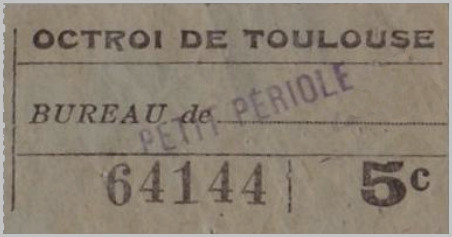 OCTROI DE TOULOUSE
BUREAU de
PETIT PÉRIOLE
64144 5c